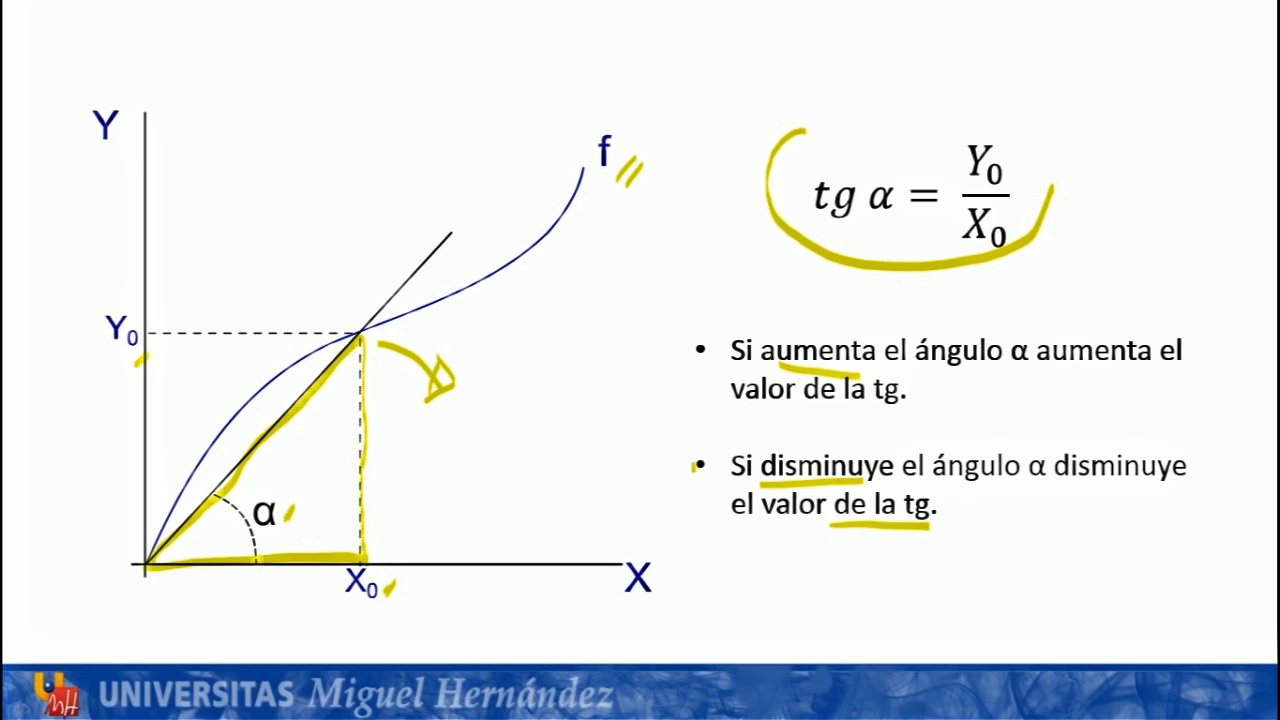 Y
f
Y₀
α
X₀
X
tg α = Y₀/X₀
• Si aumenta el ángulo α aumenta el
valor de la tg.
• Si disminuye el ángulo α disminuye
el valor de la tg.
UNIVERSITAS Miguel Hernández